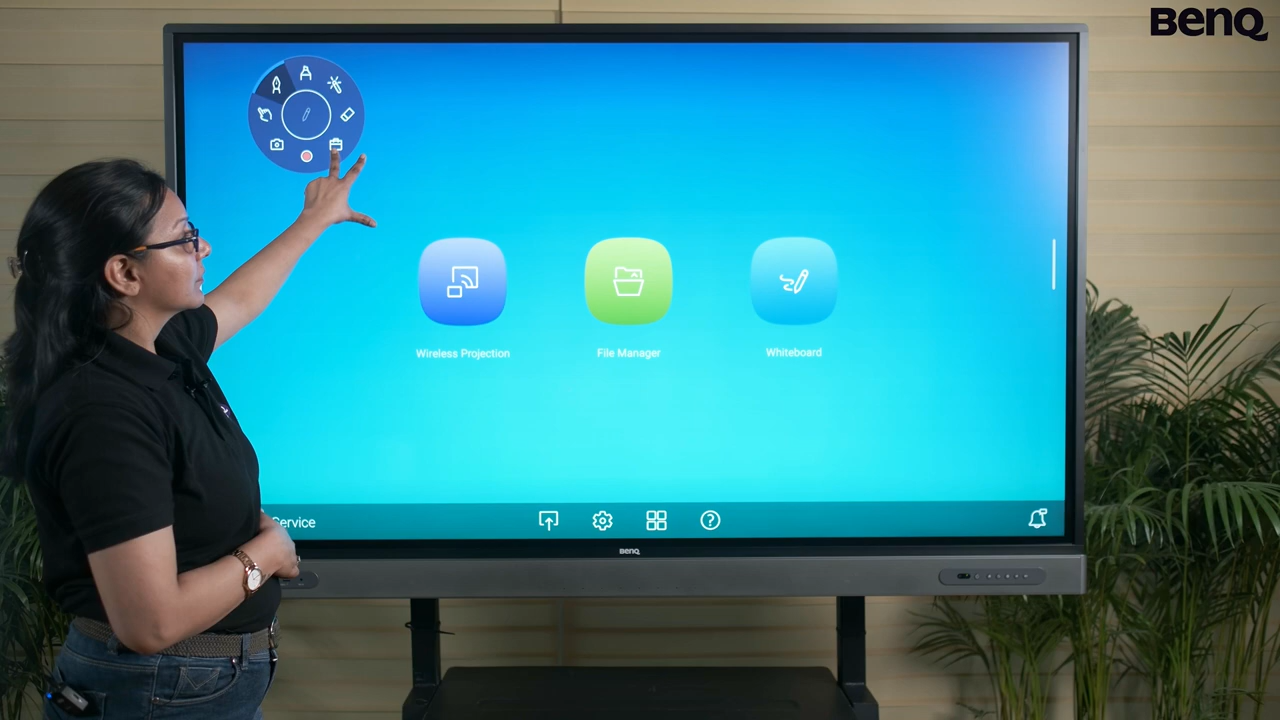 BenQ
Wireless Projection
File Manager
Whiteboard
Service
BenQ